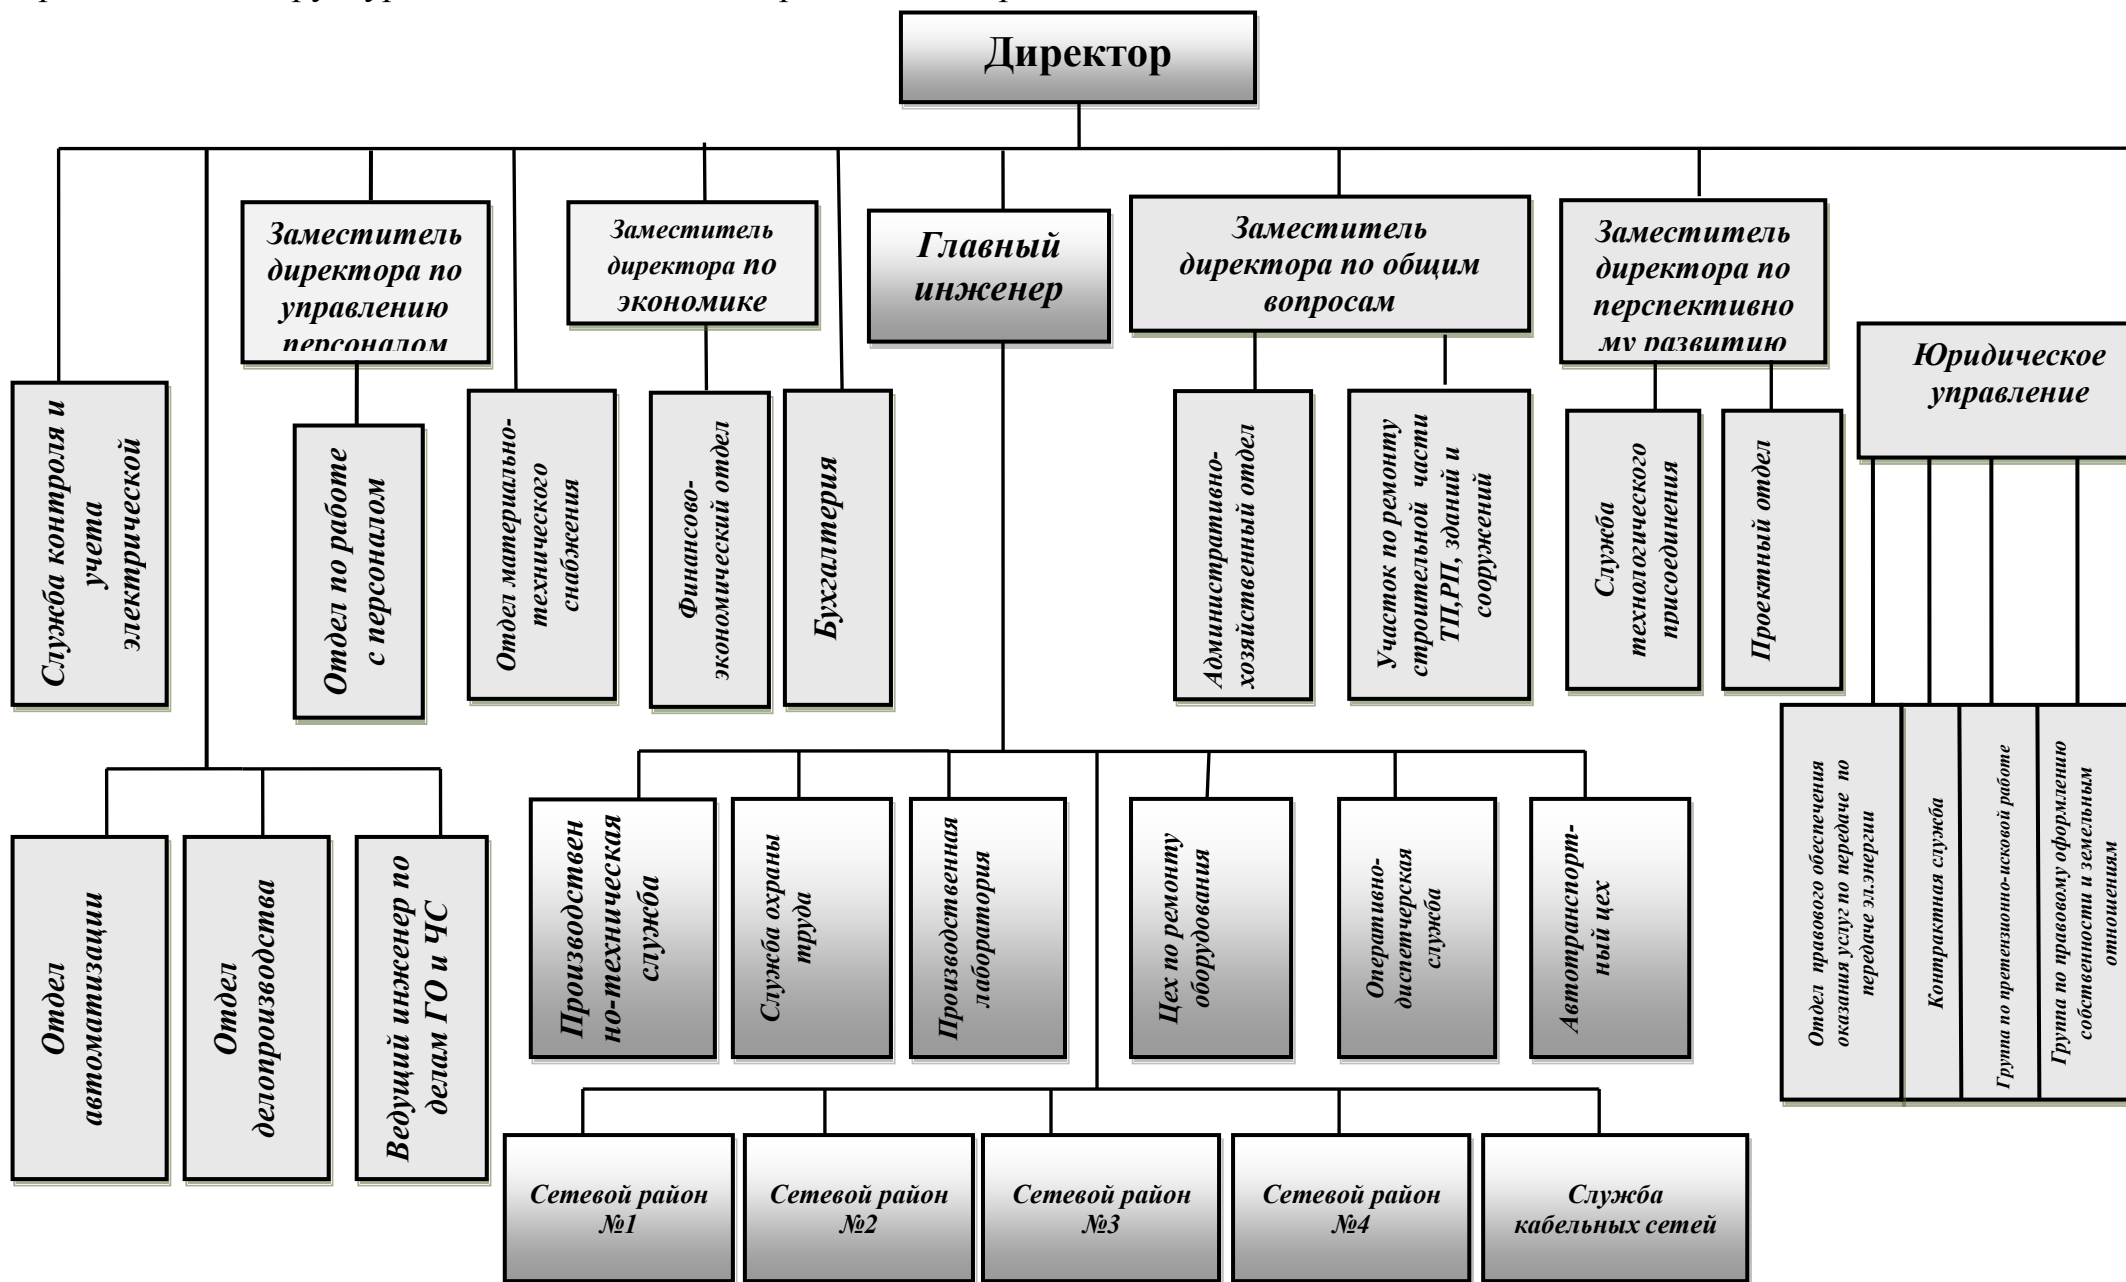 Директор
Заместитель
директора по
управлению
персоналом
Заместитель
директора по
экономике
Главный
инженер
Заместитель
директора по общим
вопросам
Заместитель
директора по
перспективно
му развитию
Юридическое
управление
Служба контроля и
учета
электрической
Отдел по работе
с персоналом
Отдел материально-
технического
снабжения
Финансово-
экономический отдел
Бухгалтерия
Административно-
хозяйственный отдел
Участок по ремонту
строительной части
ТП,РП, зданий и
сооружений
Служба
технологического
присоединения
Проектный отдел
Отдел правового обеспечения
оказания услуг по передаче по
передаче эл.энергии
Контрактная служба
Группа по претензионно-исковой работе
Группа по правовому оформлению
собственности и земельным
отношениям
Отдел
автоматизации
Отдел
делопроизводства
Ведущий инженер по
делам ГО и ЧС
Производствен
но-техническая
служба
Служба охраны
труда
Производственная
лаборатория
Цех по ремонту
оборудования
Оперативно-
диспетчерская
служба
Автотранспорт-
ный цех
Сетевой район
№1
Сетевой район
№2
Сетевой район
№3
Сетевой район
№4
Служба
кабельных сетей